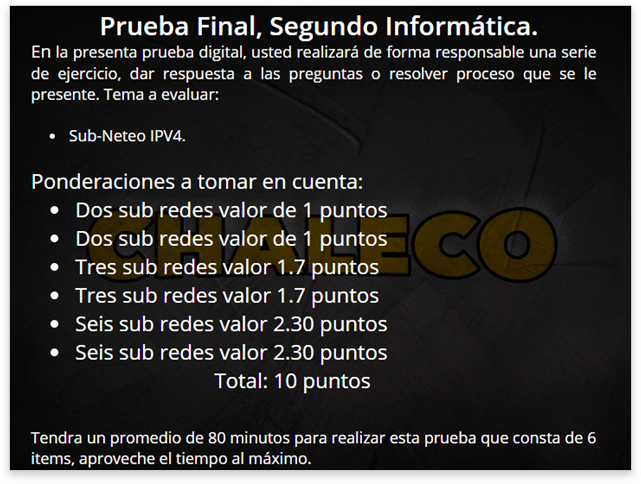 Prueba Final, Segundo Informática.
En la presenta prueba digital, usted realizará de forma responsable una serie
de ejercicio, dar respuesta a las preguntas o resolver proceso que se le
presente. Tema a evaluar:
• Sub-Neteo IPV4.
Ponderaciones a tomar en cuenta:
• Dos sub redes valor de 1 puntos
• Dos sub redes valor de 1 puntos
CHALECO
• Tres sub redes valor 1.7 puntos
• Tres sub redes valor 1.7 puntos
• Seis sub redes valor 2.30 puntos
• Seis sub redes valor 2.30 puntos
Total: 10 puntos
Tendra un promedio de 80 minutos para realizar esta prueba que consta de 6
items, aproveche el tiempo al máximo.